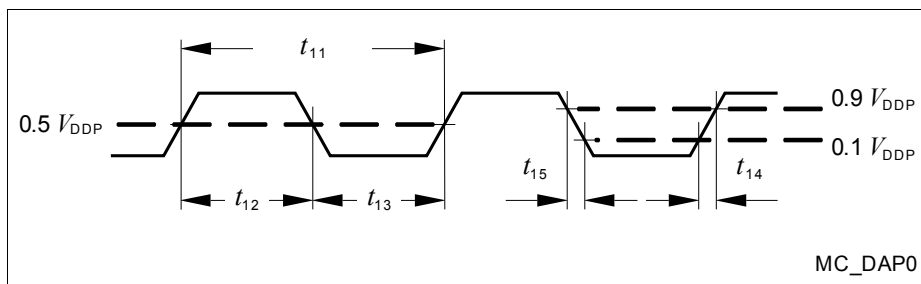 t11
0.5 VDDP
0.9 VDDP
0.1 VDDP
t15
t14
t12
t13
MC_DAP0